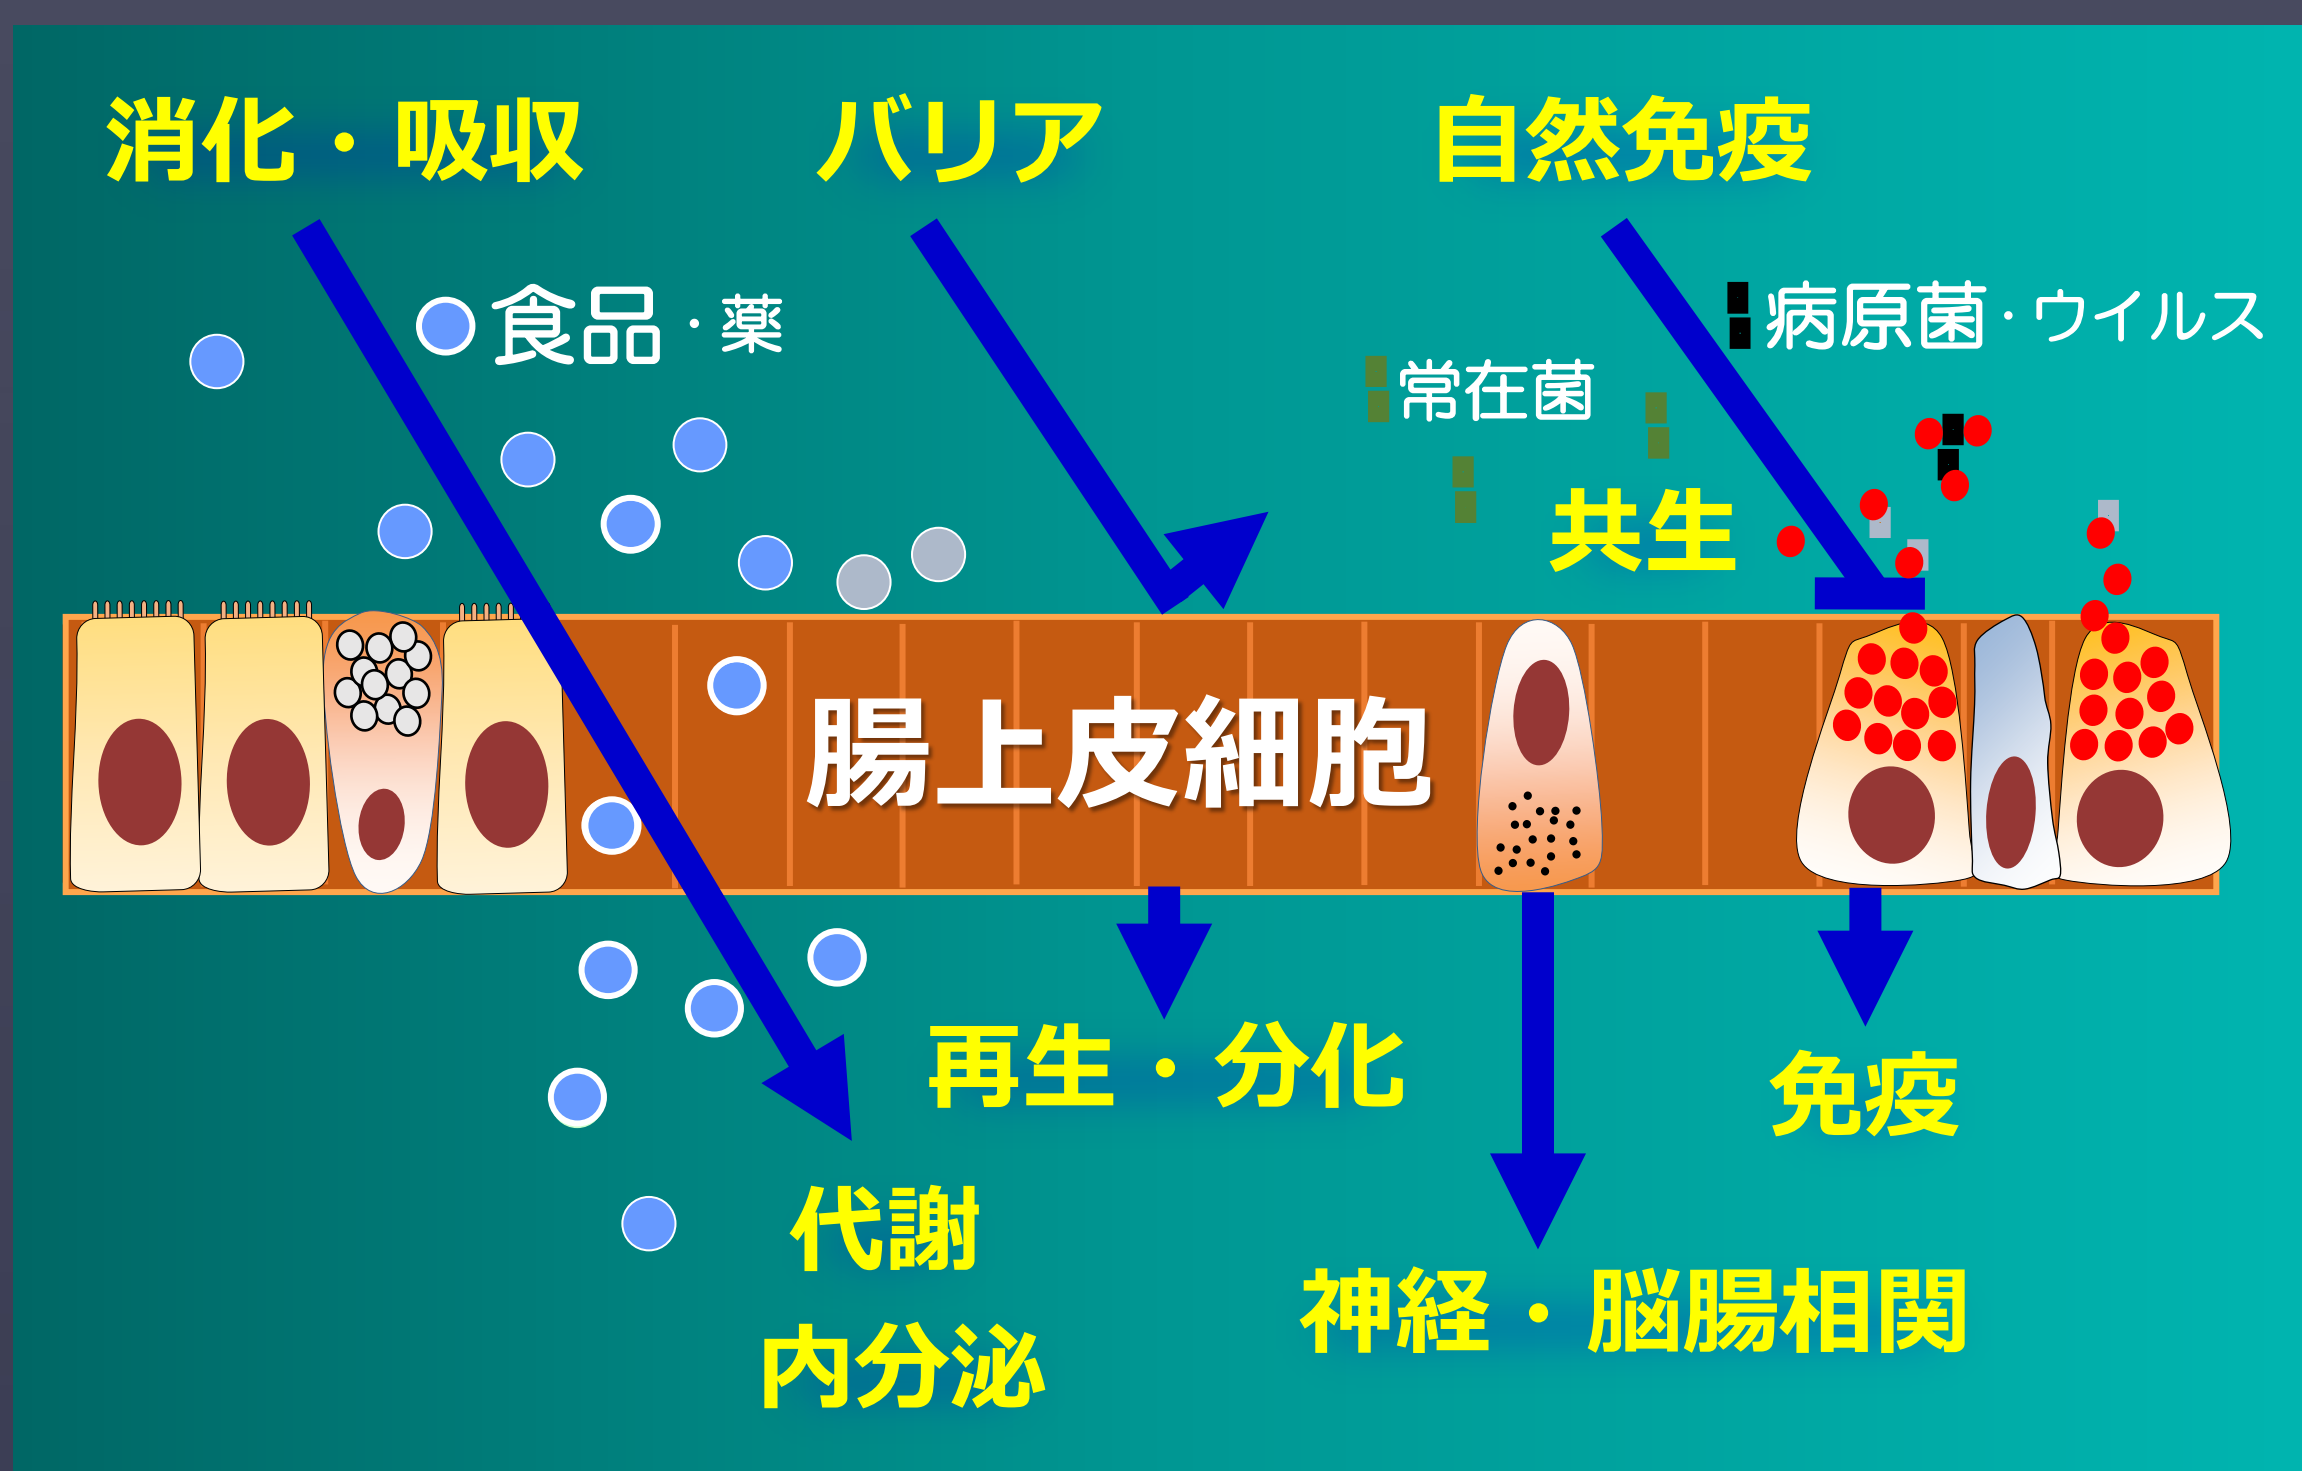 消化・吸収
バリア
自然免疫
食品・薬
病原菌・ウイルス
常在菌
共生
腸上皮細胞
再生・分化
免疫
代謝
内分泌
神経・脳腸相関